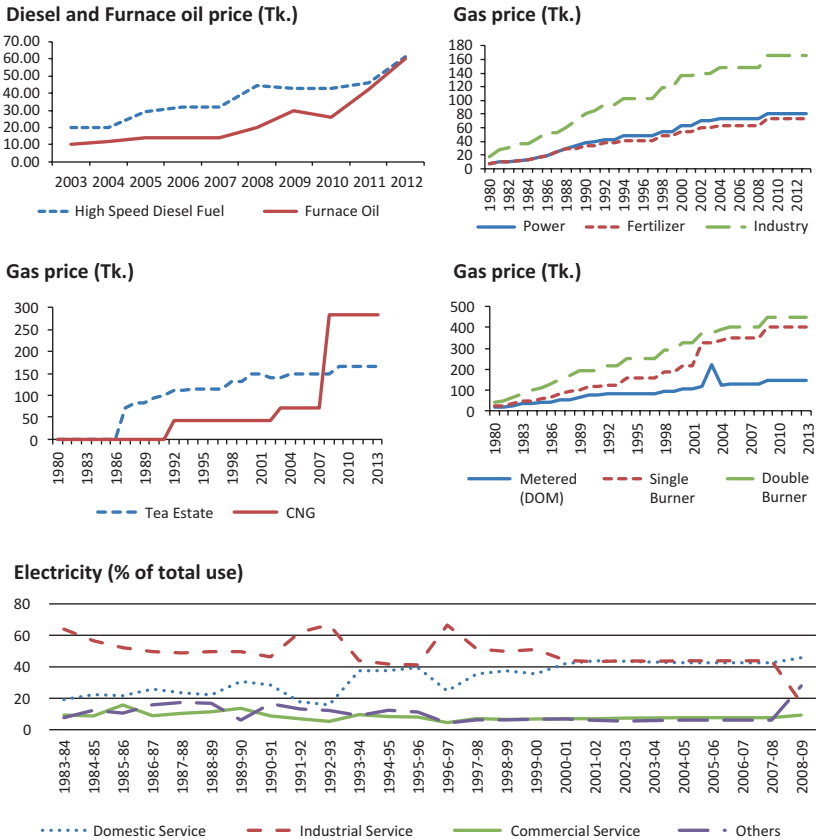 Diesel and Furnace oil price (Tk.)
70.00
60.00
50.00
40.00
30.00
20.00
10.00
0.00
2003 2004 2005 2006 2007 2008 2009 2010 2011 2012
High Speed Diesel Fuel Furnace Oil
Gas price (Tk.)
180
160
140
120
100
80
60
40
20
0
1980 1982 1984 1986 1988 1990 1992 1994 1996 1998 2000 2002 2004 2006 2008 2010 2012
Power Fertilizer Industry
Gas price (Tk.)
300
250
200
150
100
50
0
1980 1983 1986 1989 1992 1995 1998 2001 2004 2007 2010 2013
Tea Estate CNG
Gas price (Tk.)
500
400
300
200
100
0
1980 1983 1986 1989 1992 1995 1998 2001 2004 2007 2010 2013
Metered (DOM) Single Burner Double Burner
Electricity (% of total use)
80
60
40
20
0
1983-84 1984-85 1985-86 1986-87 1987-88 1988-89 1989-90 1990-91 1991-92 1992-93 1993-94 1994-95 1995-96 1996-97 1997-98 1998-99 1999-00 2000-01 2001-02 2002-03 2003-04 2004-05 2005-06 2006-07 2007-08 2008-09
Domestic Service Industrial Service Commercial Service Others